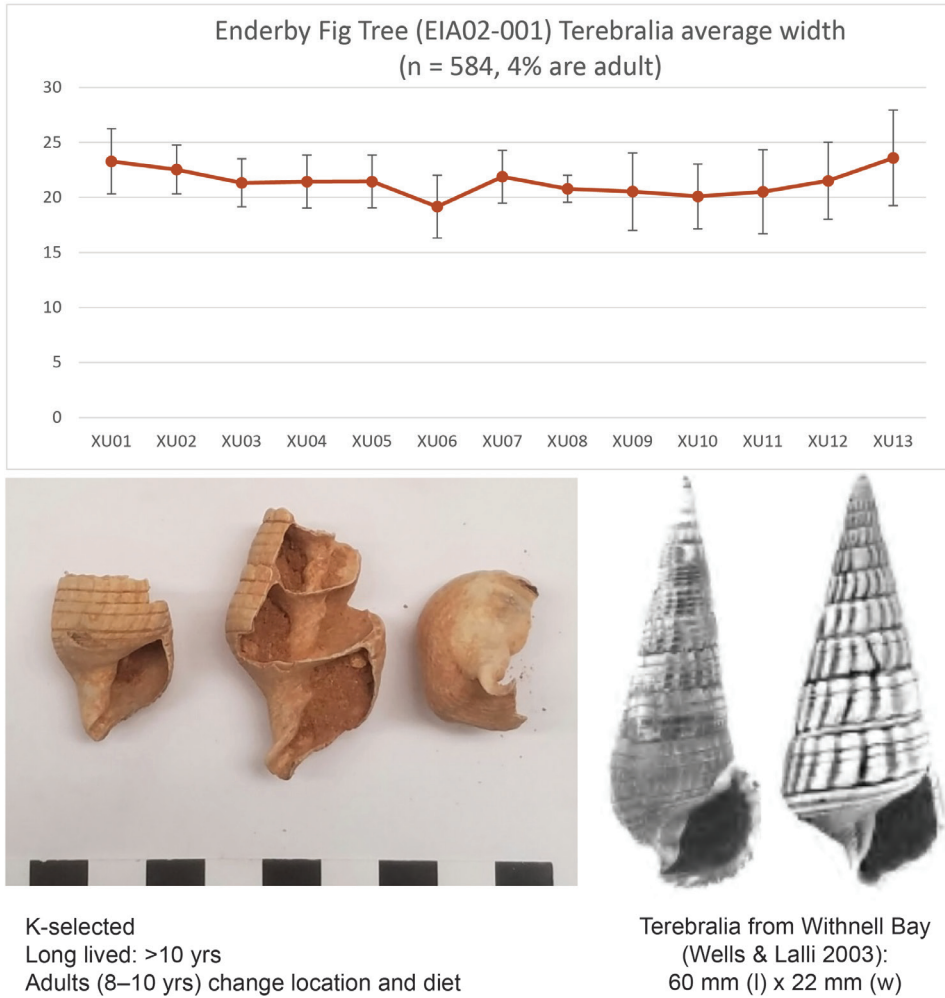 Enderby Fig Tree (EIA02-001) Terebralia average width
(n = 584, 4% are adult)
30
25
20
15
10
5
0
XU01 XU02 XU03 XU04 XU05 XU06 XU07 XU08 XU09 XU10 XU11 XU12 XU13
K-selected
Long lived: >10 yrs
Adults (8–10 yrs) change location and diet
Terebralia from Withnell Bay
(Wells & Lalli 2003):
60 mm (l) x 22 mm (w)